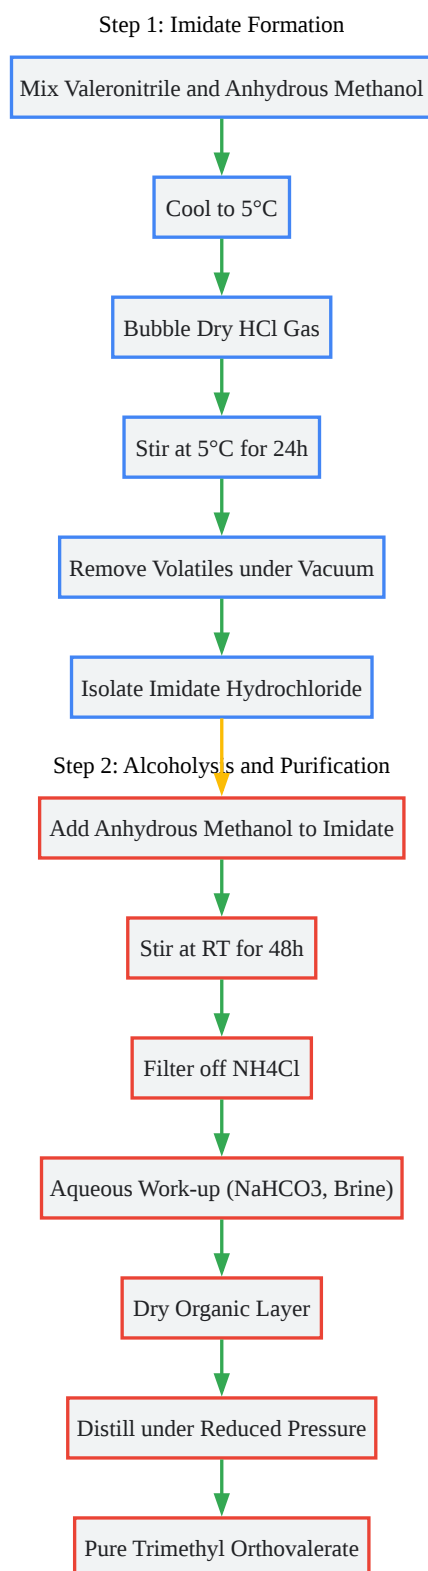 Step 1: Imidate Formation
Mix Valeronitrile and Anhydrous Methanol
Cool to 5°C
Bubble Dry HCl Gas
Stir at 5°C for 24h
Remove Volatiles under Vacuum
Isolate Imidate Hydrochloride
Step 2: Alcoholysis and Purification
Add Anhydrous Methanol to Imidate
Stir at RT for 48h
Filter off NH4Cl
Aqueous Work-up (NaHCO3, Brine)
Dry Organic Layer
Distill under Reduced Pressure
Pure Trimethyl Orthovalerate